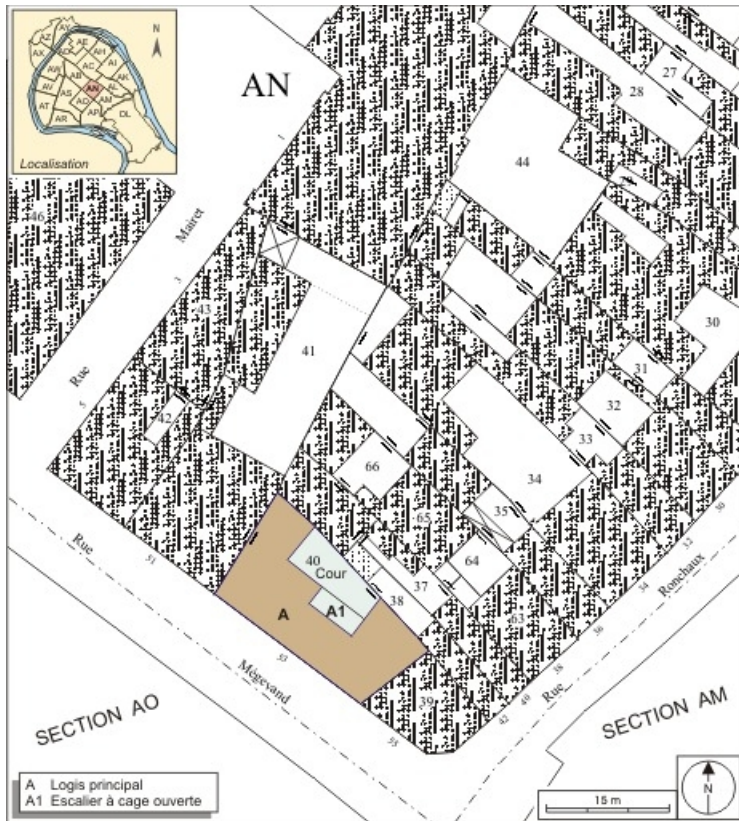 AY
AZ
AE
AX
AD
AH
AC
AI
AW
AB
AK
AV
AS
AN
AL
AT
AO
AM
AR
AP
DL
N
Localisation
AN
27
28
1
44
46
Mairet
3
43
30
41
31
Rue
32
5
42
33
66
34
35
65
30
32
Rue
51
40
Cour
64
37
34
Ronchaux
A
A1
38
63
36
53
38
Rue
Mégevand
39
40
42
55
SECTION AO
SECTION AM
A Logis principal
A1 Escalier à cage ouverte
15 m
N